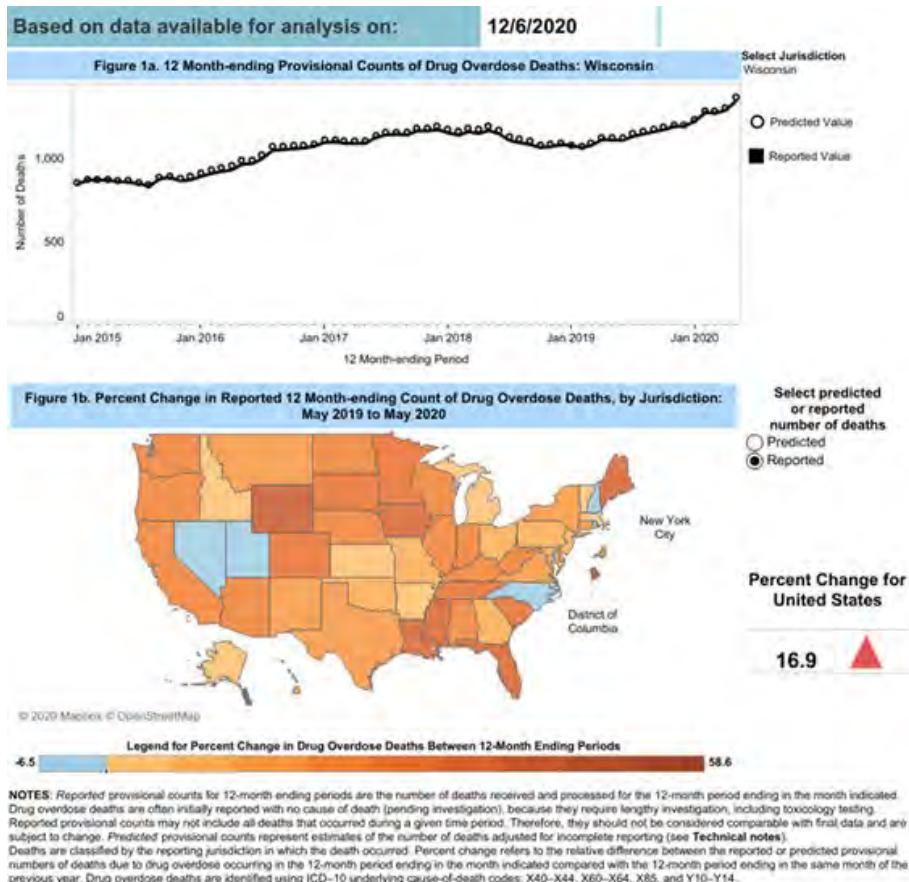 Based on data available for analysis on: 12/6/2020
Figure 1a. 12 Month-ending Provisional Counts of Drug Overdose Deaths: Wisconsin
Select Jurisdiction
Wisconsin
Predicted Value
Reported Value
Number of Deaths
1,000
500
0
Jan 2015 Jan 2016 Jan 2017 Jan 2018 Jan 2019 Jan 2020
12 Month-ending Period
Figure 1b. Percent Change in Reported 12 Month-ending Count of Drug Overdose Deaths, by Jurisdiction:
May 2019 to May 2020
Select predicted
or reported
number of deaths
Predicted
Reported
New York
City
District of
Columbia
Percent Change for
United States
16.9
© 2020 Mapbox © OpenStreetMap
Legend for Percent Change in Drug Overdose Deaths Between 12-Month Ending Periods
-6.5 58.6
NOTES: Reported provisional counts for 12-month ending periods are the number of deaths received and processed for the 12-month period ending in the month indicated.
Drug overdose deaths are often initially reported with no cause of death (pending investigation), because they require lengthy investigation, including toxicology testing.
Reported provisional counts may not include all deaths that occurred during a given time period. Therefore, they should not be considered comparable with final data and are
subject to change. Predicted provisional counts represent estimates of the number of deaths adjusted for incomplete reporting (see Technical notes).
Deaths are classified by the reporting jurisdiction in which the death occurred. Percent change refers to the relative difference between the reported or predicted provisional
numbers of deaths due to drug overdose occurring in the 12-month period ending in the month indicated compared with the 12-month period ending in the same month of the
previous year. Drug overdose deaths are identified using ICD–10 underlying cause-of-death codes: X40–X44, X60–X64, X85, and Y10–Y14.